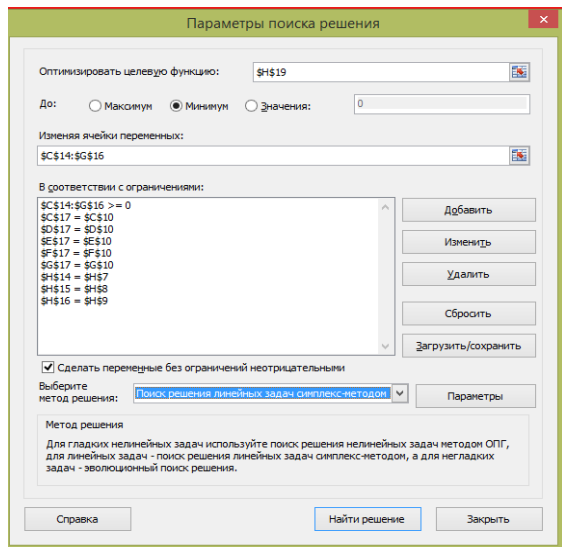 Параметры поиска решения
Оптимизировать целевую функцию: $H$19
До: Максимум Минимум Значения: 0
Изменяя ячейки переменных:
$C$14:$G$16
В соответствии с ограничениями:
$C$14:$G$16 >= 0
$C$17 = $C$10
$D$17 = $D$10
$E$17 = $E$10
$F$17 = $F$10
$G$17 = $G$10
$H$14 = $H$7
$H$15 = $H$8
$H$16 = $H$9
Добавить
Изменить
Удалить
Сбросить
Загрузить/сохранить
Сделать переменные без ограничений неотрицательными
Выберите
метод решения:
Поиск решения линейных задач симплекс-методом
Параметры
Метод решения
Для гладких нелинейных задач используйте поиск решения нелинейных задач методом ОПГ,
для линейных задач - поиск решения линейных задач симплекс-методом, а для негладких
задач - эволюционный поиск решения.
Справка
Найти решение
Закрыть